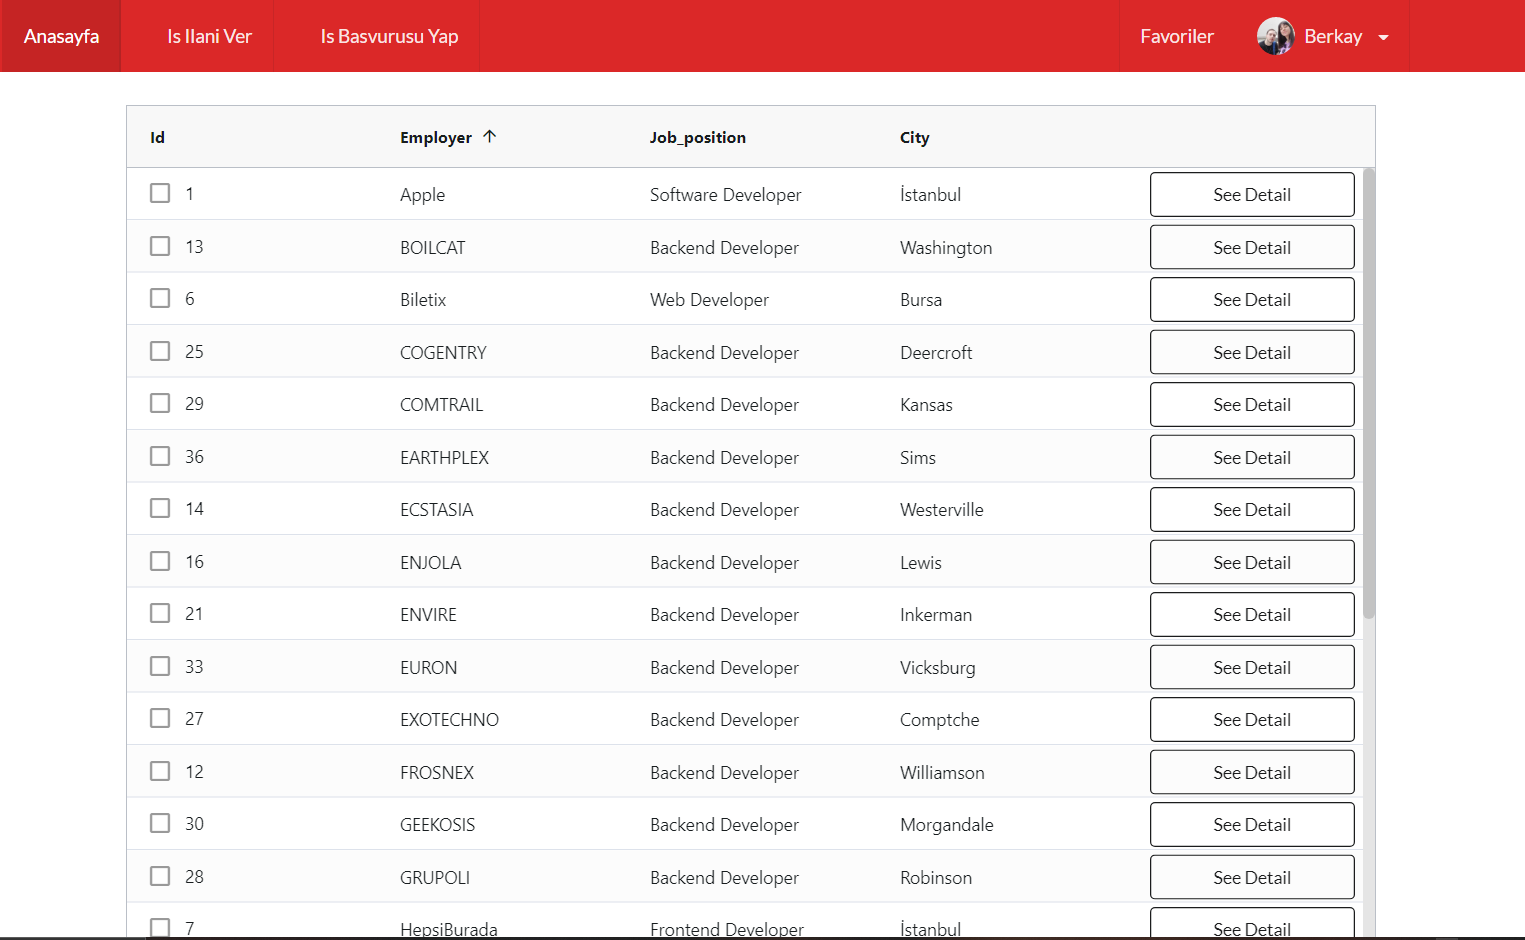 Anasayfa Is Ilani Ver Is Basvurusu Yap Favoriler Berkay
Id Employer Job_position City
1 Apple Software Developer İstanbul See Detail
13 BOILCAT Backend Developer Washington See Detail
6 Biletix Web Developer Bursa See Detail
25 COGENTRY Backend Developer Deercroft See Detail
29 COMTRAIL Backend Developer Kansas See Detail
36 EARTHPLEX Backend Developer Sims See Detail
14 ECSTASIA Backend Developer Westerville See Detail
16 ENJOLA Backend Developer Lewis See Detail
21 ENVIRE Backend Developer Inkerman See Detail
33 EURON Backend Developer Vicksburg See Detail
27 EXOTECHNO Backend Developer Comptche See Detail
12 FROSNEX Backend Developer Williamson See Detail
30 GEEKOSIS Backend Developer Morgandale See Detail
28 GRUPOLI Backend Developer Robinson See Detail
7 HepsiBurada Frontend Developer İstanbul See Detail